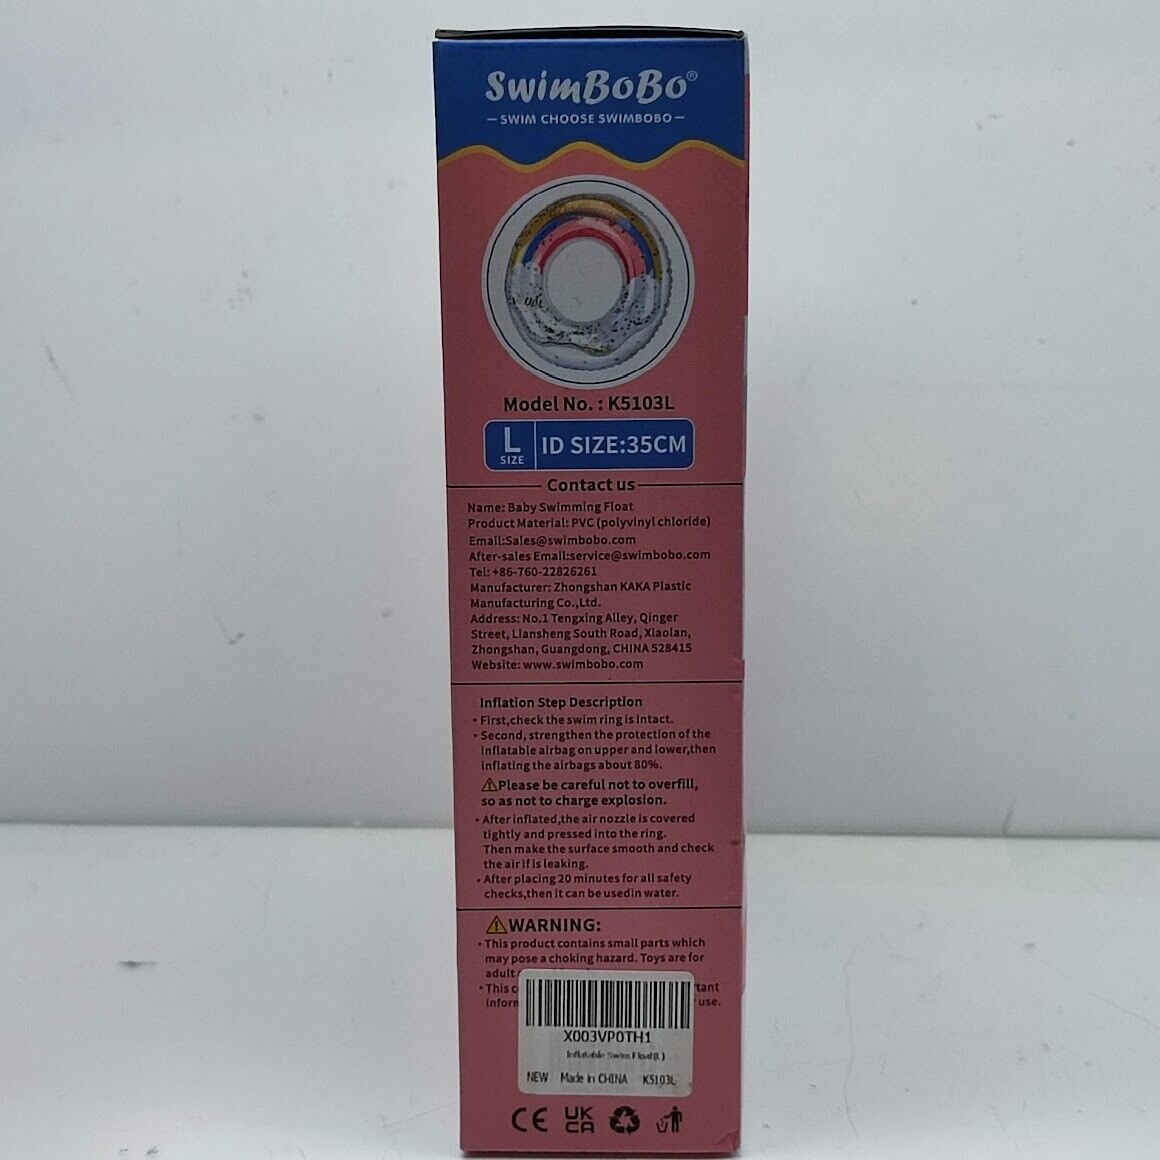 SwimBoBo®
— SWIM CHOOSE SWIMBOBO —
Model No. : K5103L
L
SIZE
ID SIZE:35CM
Contact us
Name: Baby Swimming Float
Product Material: PVC (polyvinyl chloride)
Email:Sales@swimbobo.com
After-sales Email:service@swimbobo.com
Tel: +86-760-22826261
Manufacturer: Zhongshan KAKA Plastic
Manufacturing Co.,Ltd.
Address: No.1 Tengxing Alley, Qinger
Street, Liansheng South Road, Xiaolan,
Zhongshan, Guangdong, CHINA 528415
Website: www.swimbobo.com
Inflation Step Description
• First,check the swim ring is intact.
• Second, strengthen the protection of the
inflatable airbag on upper and lower,then
inflating the airbags about 80%.
⚠Please be careful not to overfill,
so as not to charge explosion.
• After inflated,the air nozzle is covered
tightly and pressed into the ring.
Then make the surface smooth and check
the air if is leaking.
• After placing 20 minutes for all safety
checks,then it can be usedin water.
⚠WARNING:
• This product contains small parts which
may pose a choking hazard. Toys are for
adult
• This
use.
X003VP0TH1
Inflatable Swim Float(L)
NEW Made in CHINA K5103L
CE
UK
CA